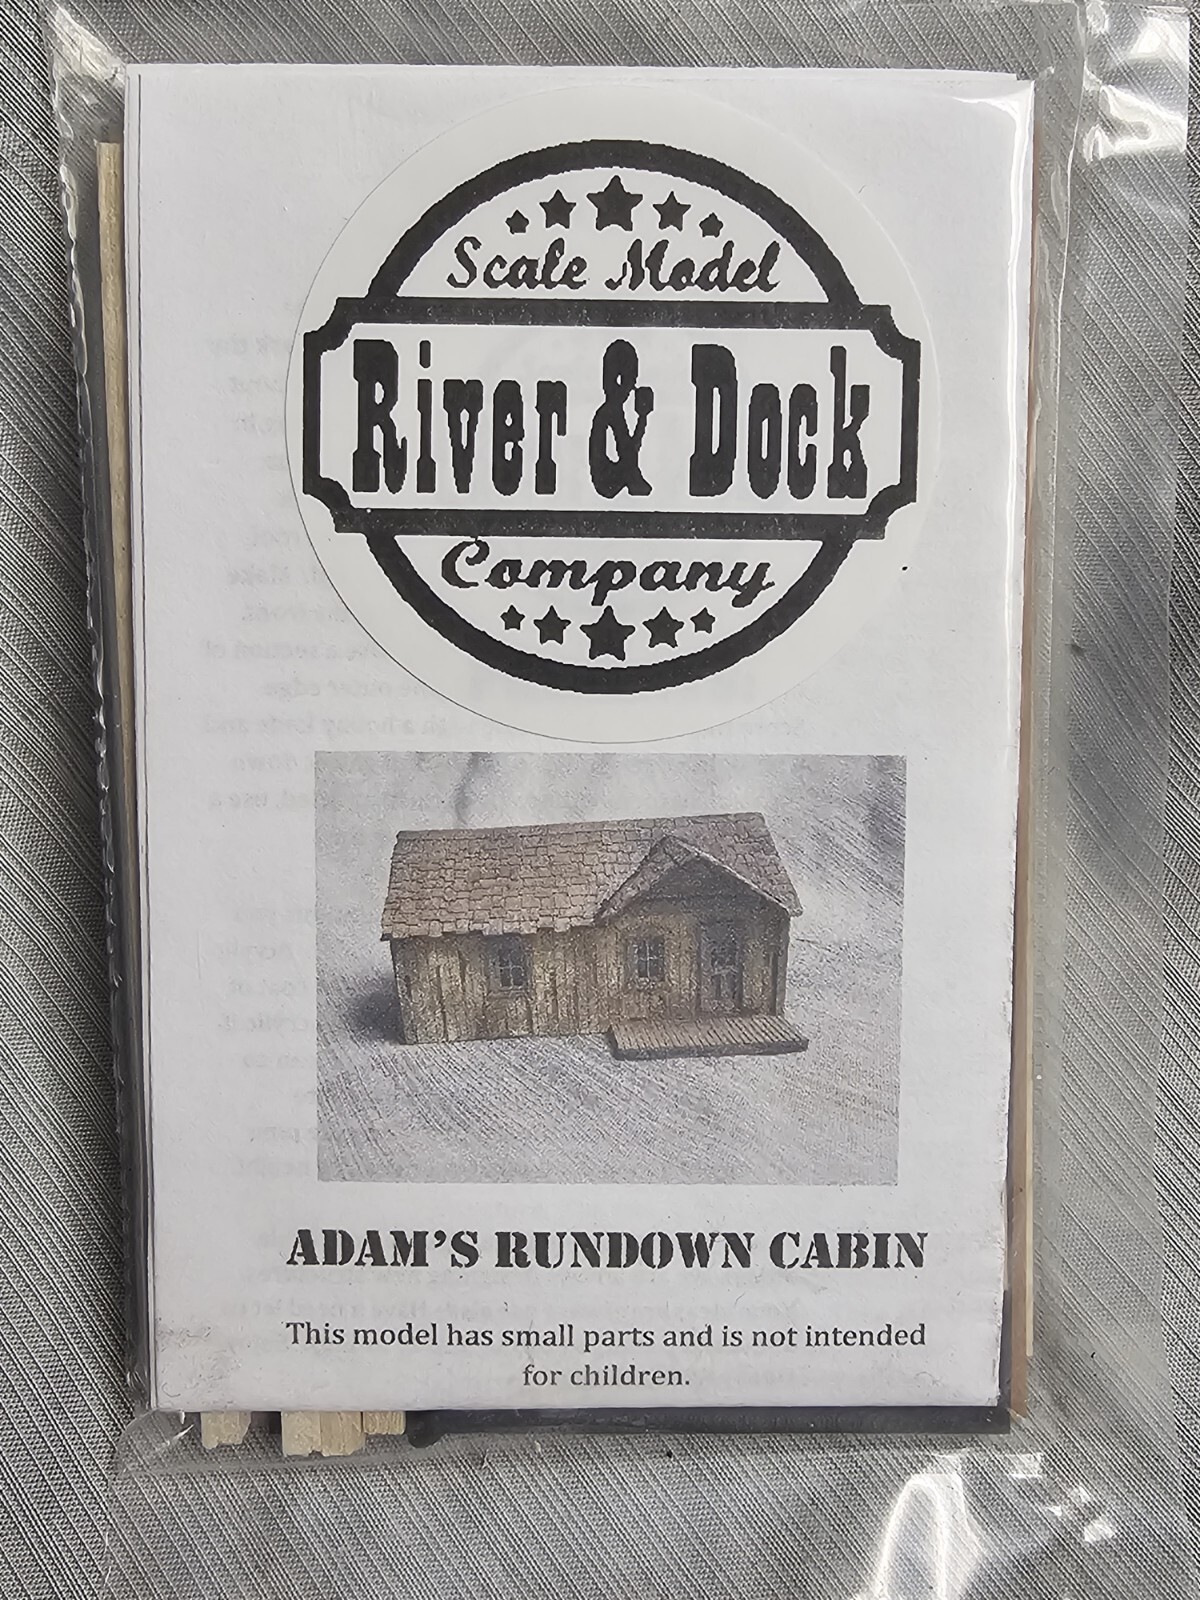 Scale Model
River & Dock
Company
ADAM'S RUNDOWN CABIN
This model has small parts and is not intended
for children.